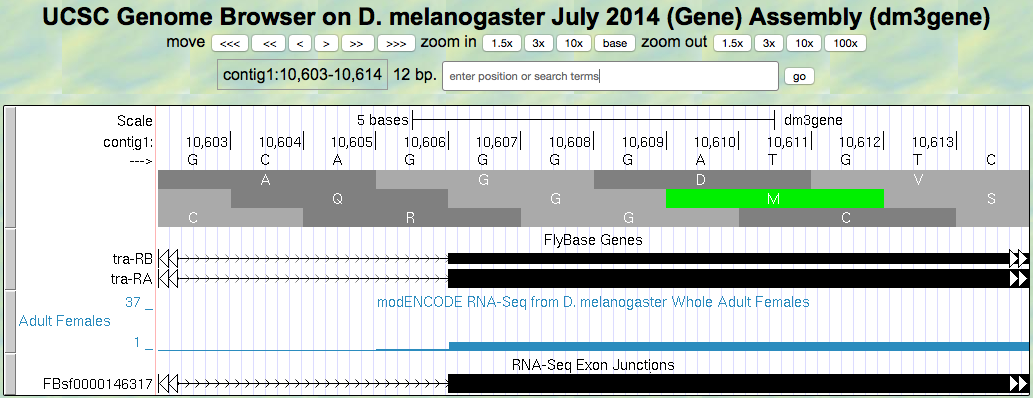 UCSC Genome Browser on D. melanogaster July 2014 (Gene) Assembly (dm3gene)
move <<< << < > >> >>> zoom in 1.5x 3x 10x base zoom out 1.5x 3x 10x 100x
contig1:10,603-10,614 12 bp. enter position or search terms go
Scale 5 bases dm3gene
contig1: 10,603 10,604 10,605 10,606 10,607 10,608 10,609 10,610 10,611 10,612 10,613
---> G C A G G G G A T G T C
A G D V
Q G M S
C R G C
FlyBase Genes
tra-RB
tra-RA
37 _ modENCODE RNA-Seq from D. melanogaster Whole Adult Females
Adult Females
1 _
RNA-Seq Exon Junctions
FBsf0000146317